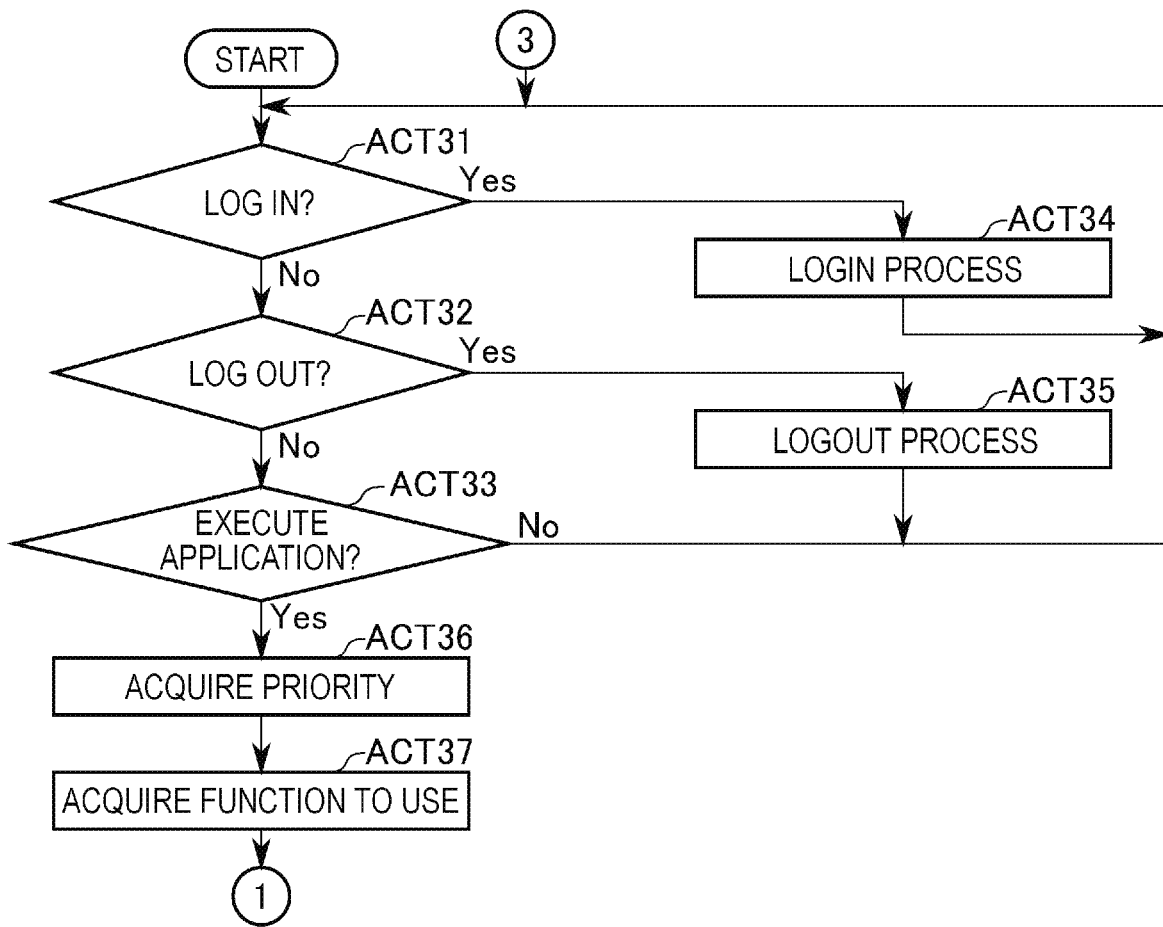 START
3
ACT31
LOG IN?
Yes
No
ACT34
LOGIN PROCESS
ACT32
LOG OUT?
Yes
No
ACT35
LOGOUT PROCESS
ACT33
EXECUTE
APPLICATION?
No
Yes
ACT36
ACQUIRE PRIORITY
ACT37
ACQUIRE FUNCTION TO USE
1